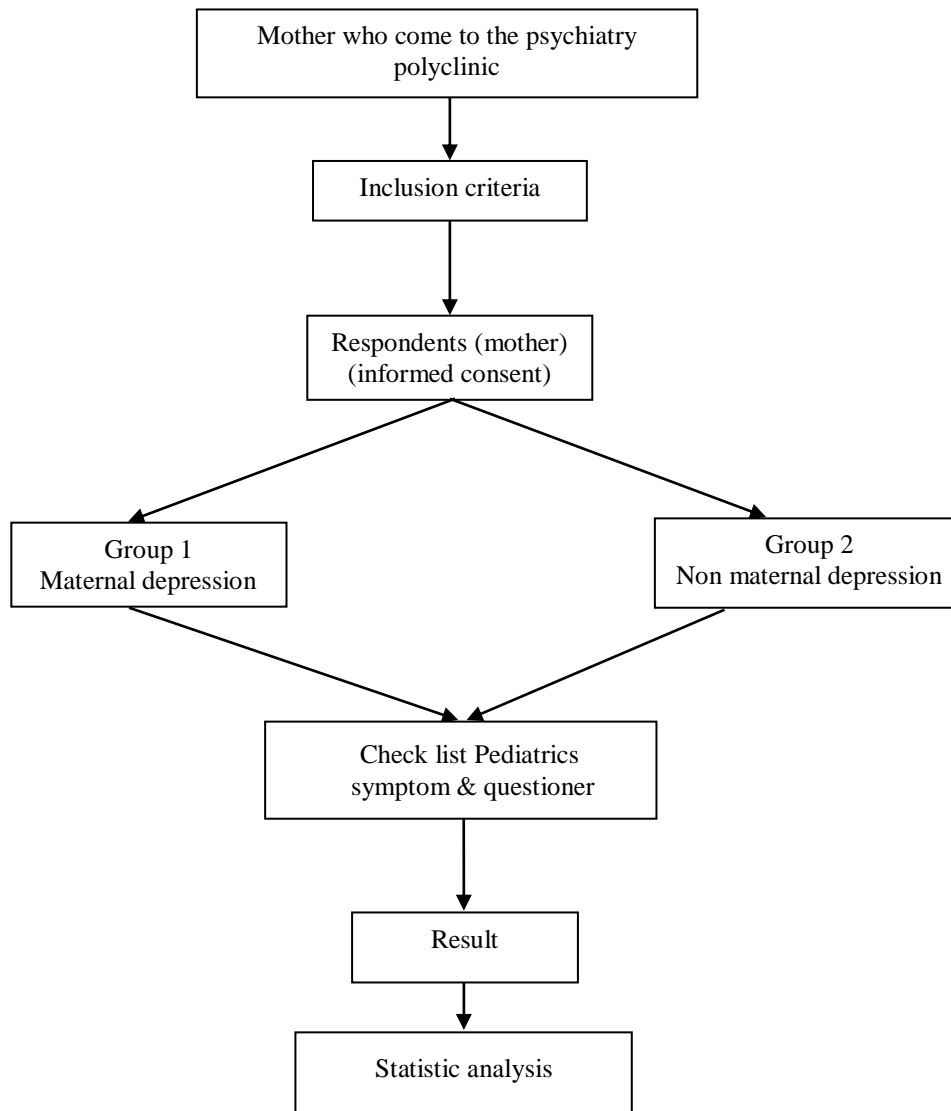 Mother who come to the psychiatry
polyclinic
Inclusion criteria
Respondents (mother)
(informed consent)
Group 1
Maternal depression
Group 2
Non maternal depression
Check list Pediatrics
symptom & questioner
Result
Statistic analysis